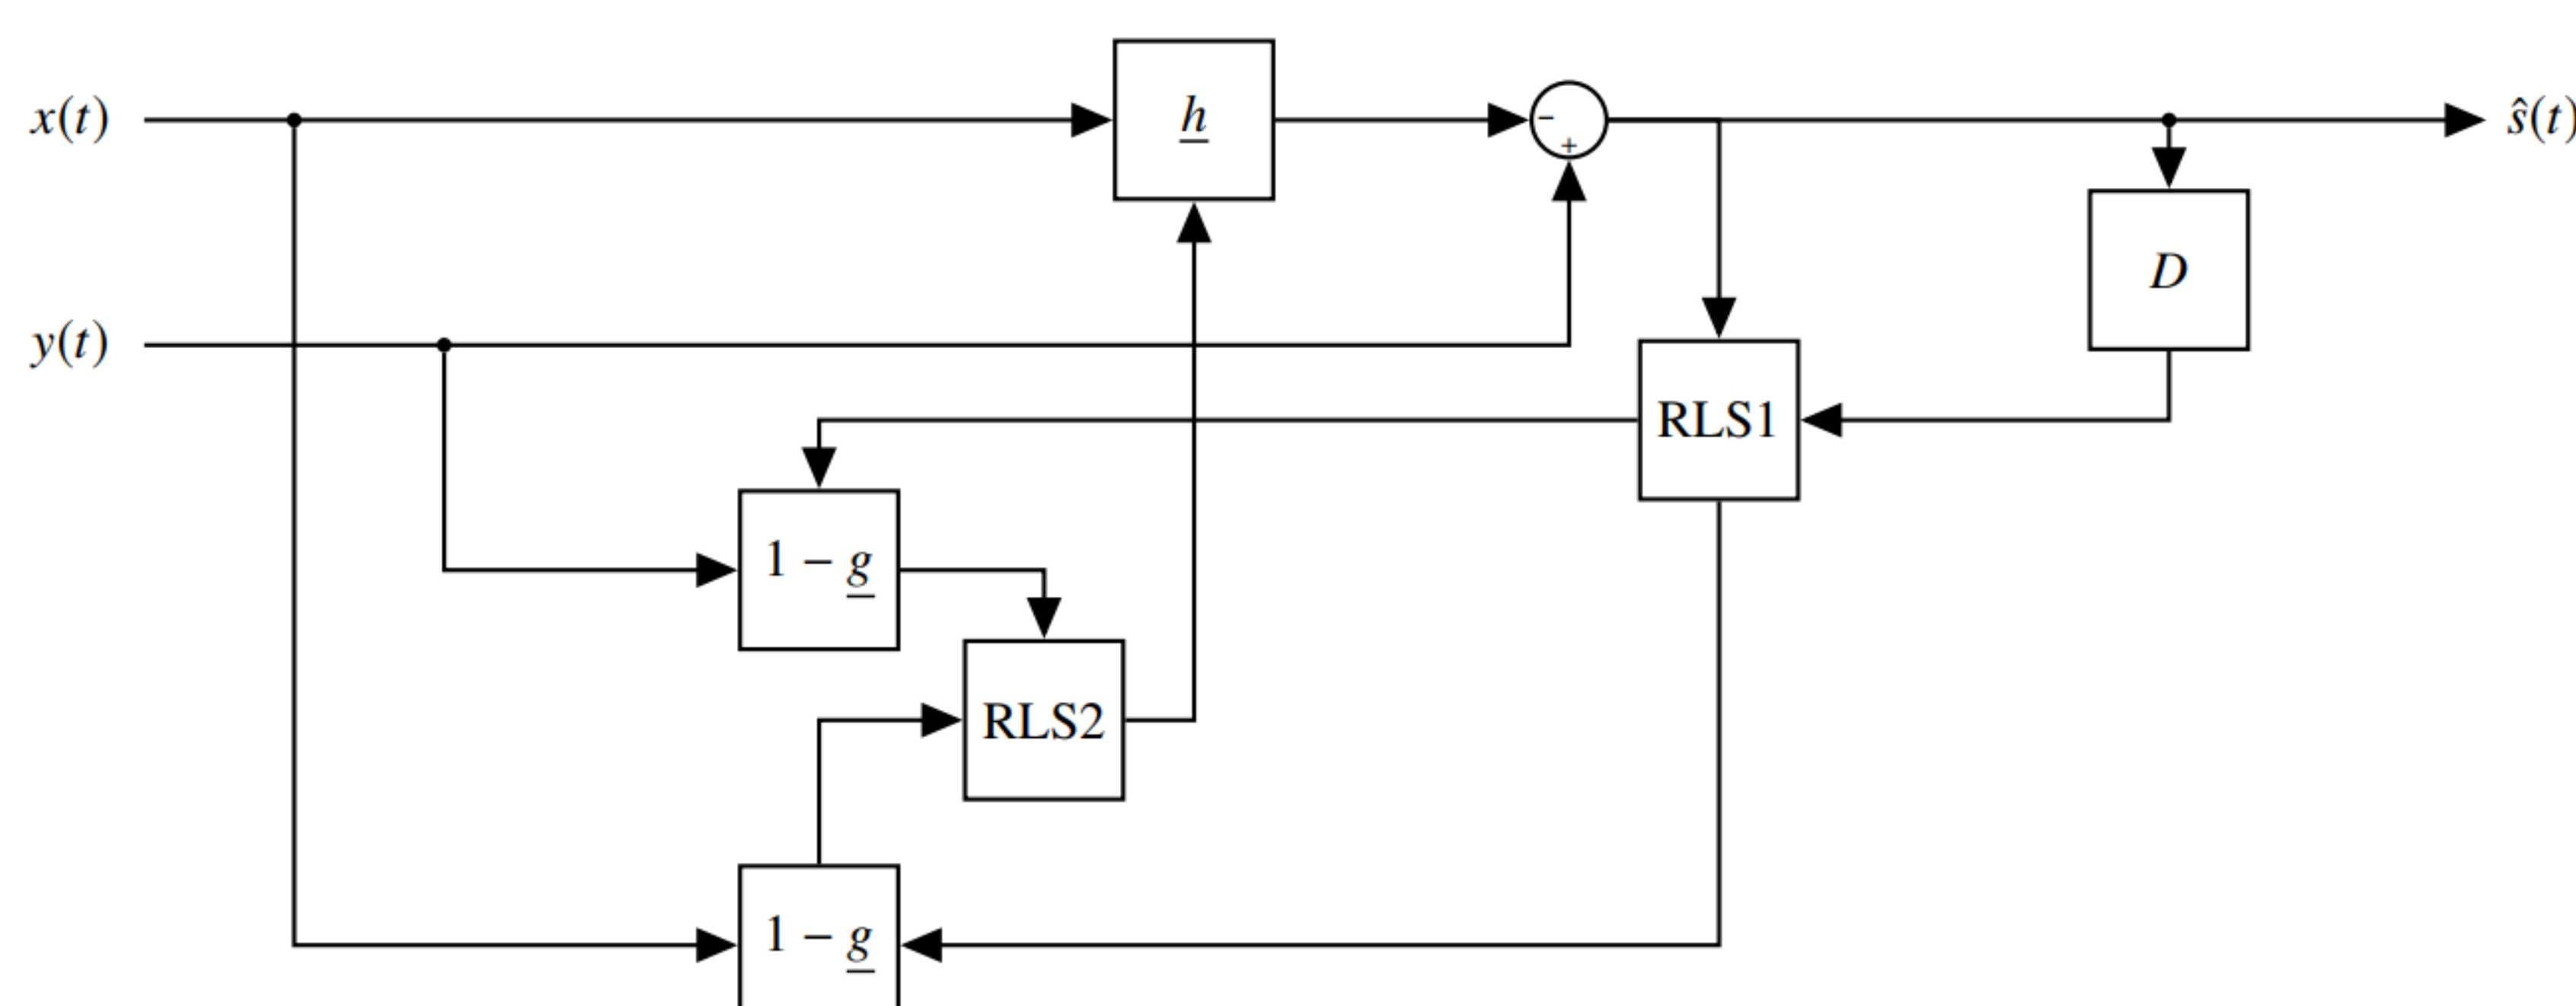 x(t)
h
−
+
ŝ(t)
D
y(t)
RLS1
1 − g
RLS2
1 − g